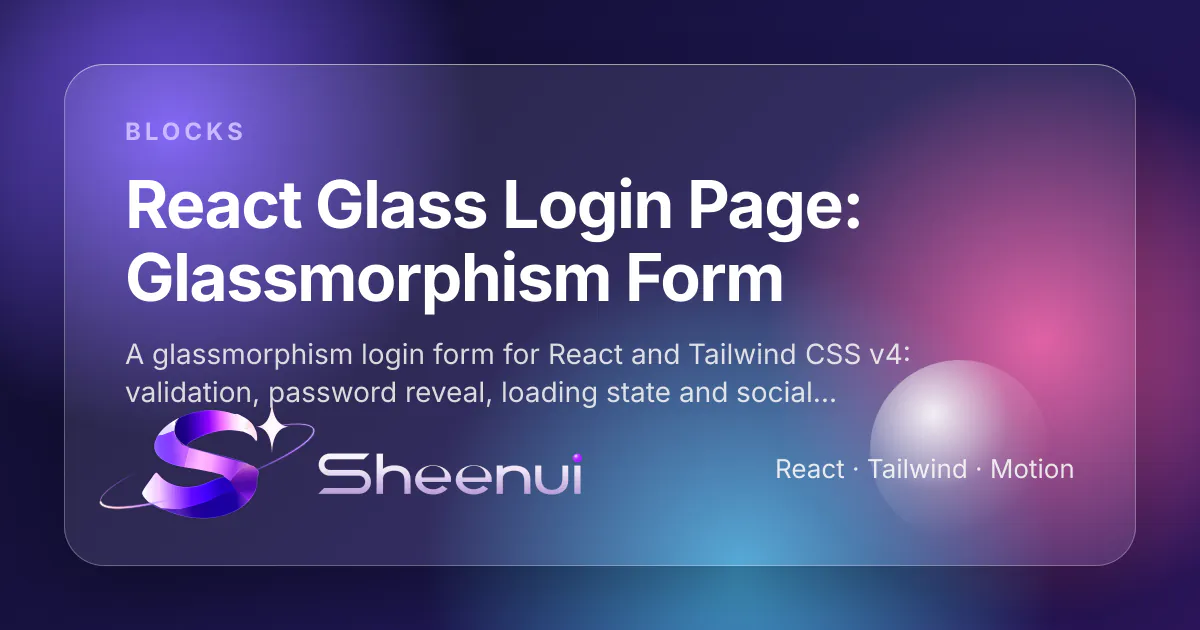 BLOCKS
React Glass Login Page:
Glassmorphism Form
A glassmorphism login form for React and Tailwind CSS v4:
validation, password reveal, loading state and social...
Sheenui
React · Tailwind · Motion